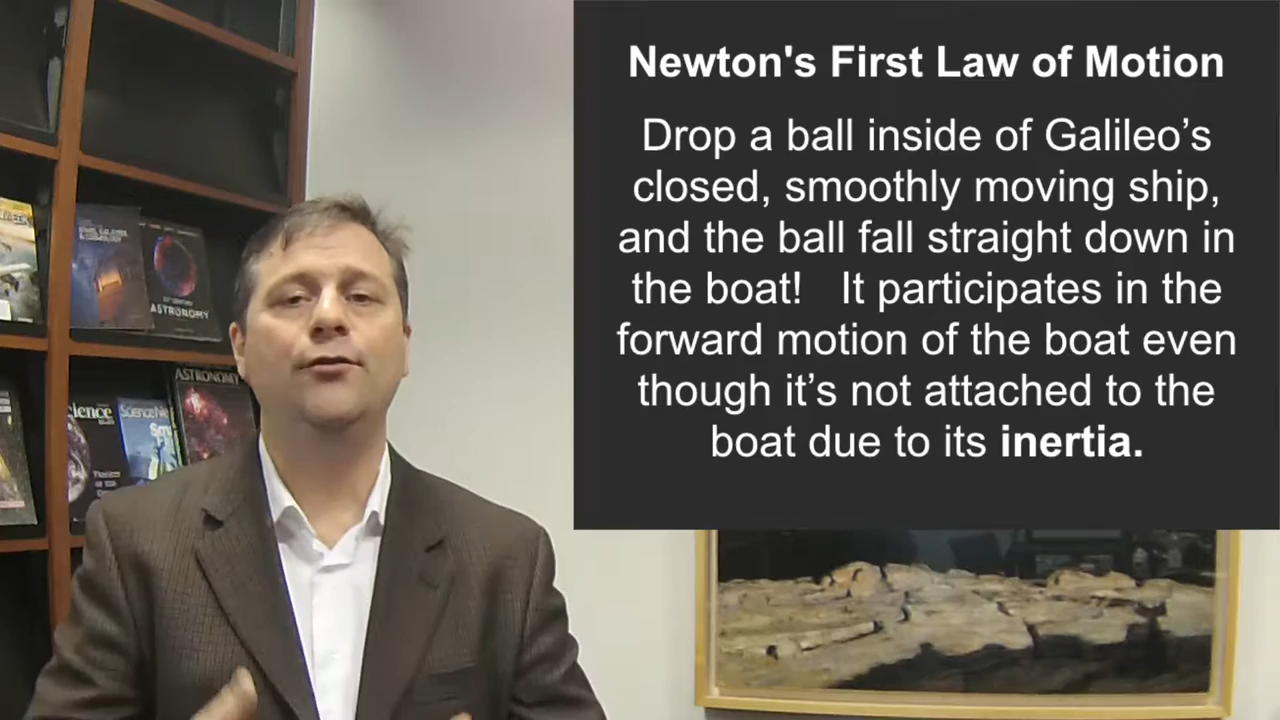 Newton's First Law of Motion
Drop a ball inside of Galileo’s
closed, smoothly moving ship,
and the ball fall straight down in
the boat!   It participates in the
forward motion of the boat even
though it’s not attached to the
boat due to its inertia.
ASTRONOMY
ASTRONOMY
Science